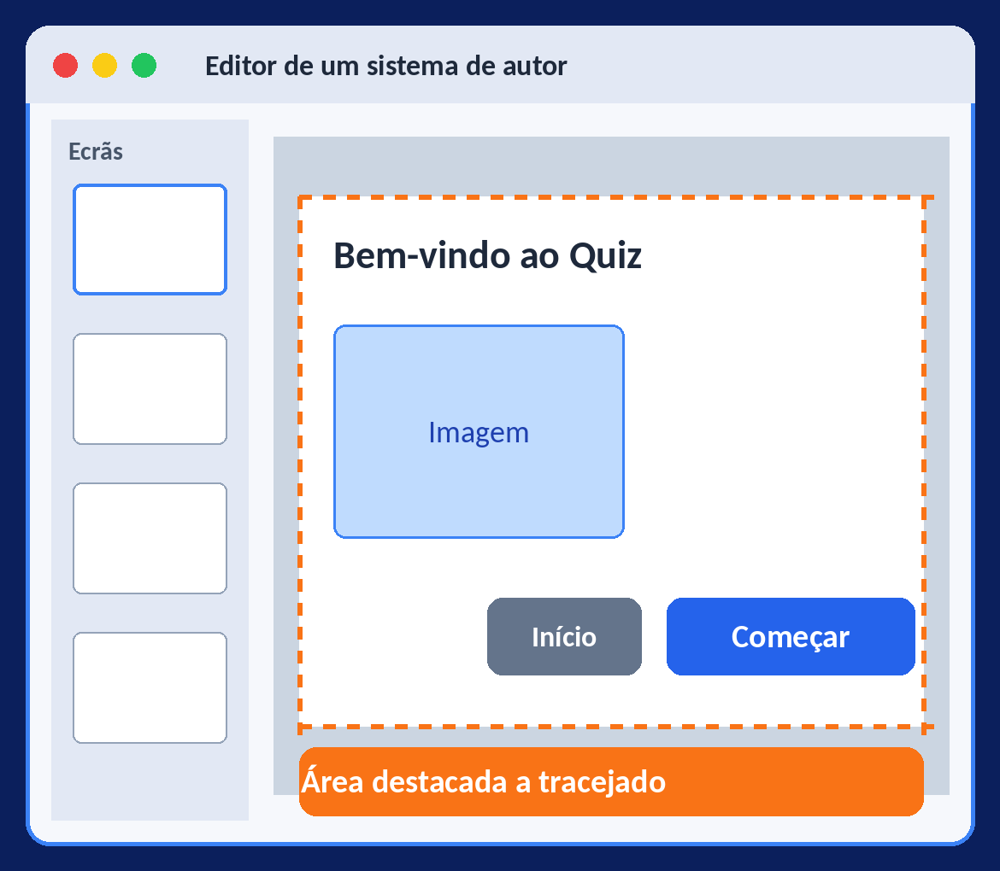 Editor de um sistema de autor
Ecrãs
Bem-vindo ao Quiz
Imagem
Início
Começar
Área destacada a tracejado